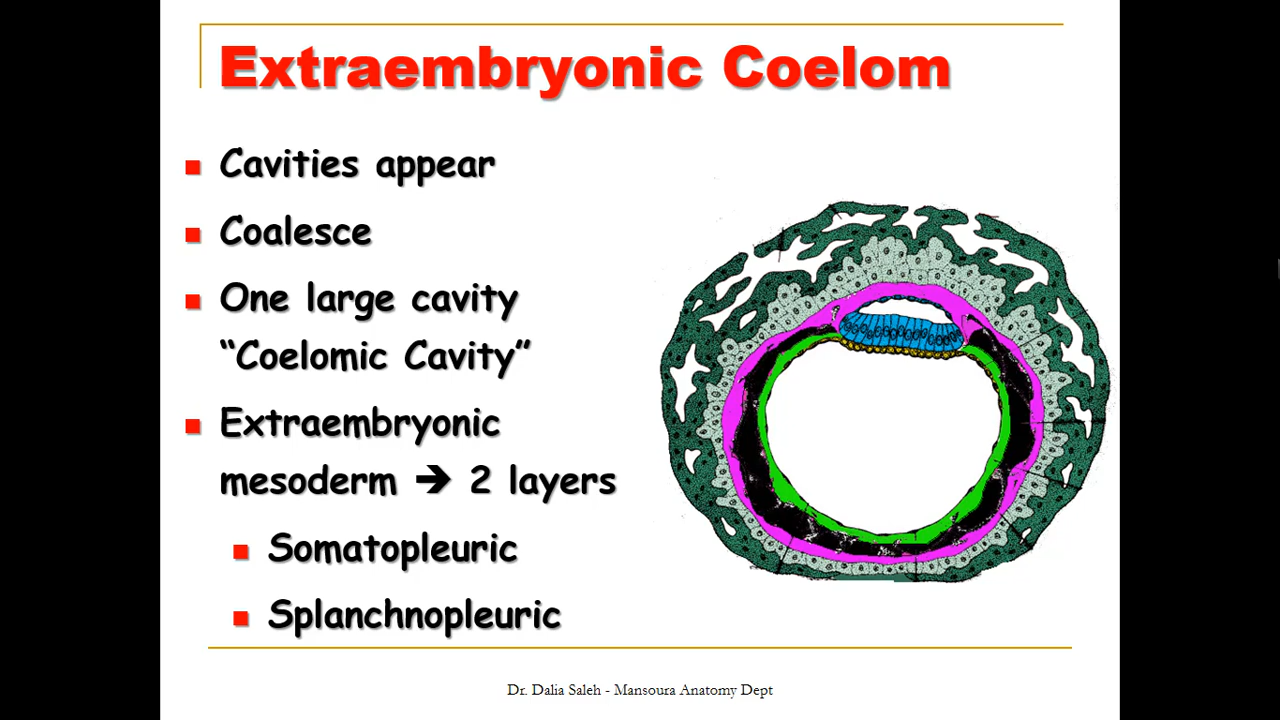 Extraembryonic Coelom
Cavities appear
Coalesce
One large cavity
“Coelomic Cavity”
Extraembryonic
mesoderm ➔ 2 layers
Somatopleuric
Splanchnopleuric
Dr. Dalia Saleh - Mansoura Anatomy Dept